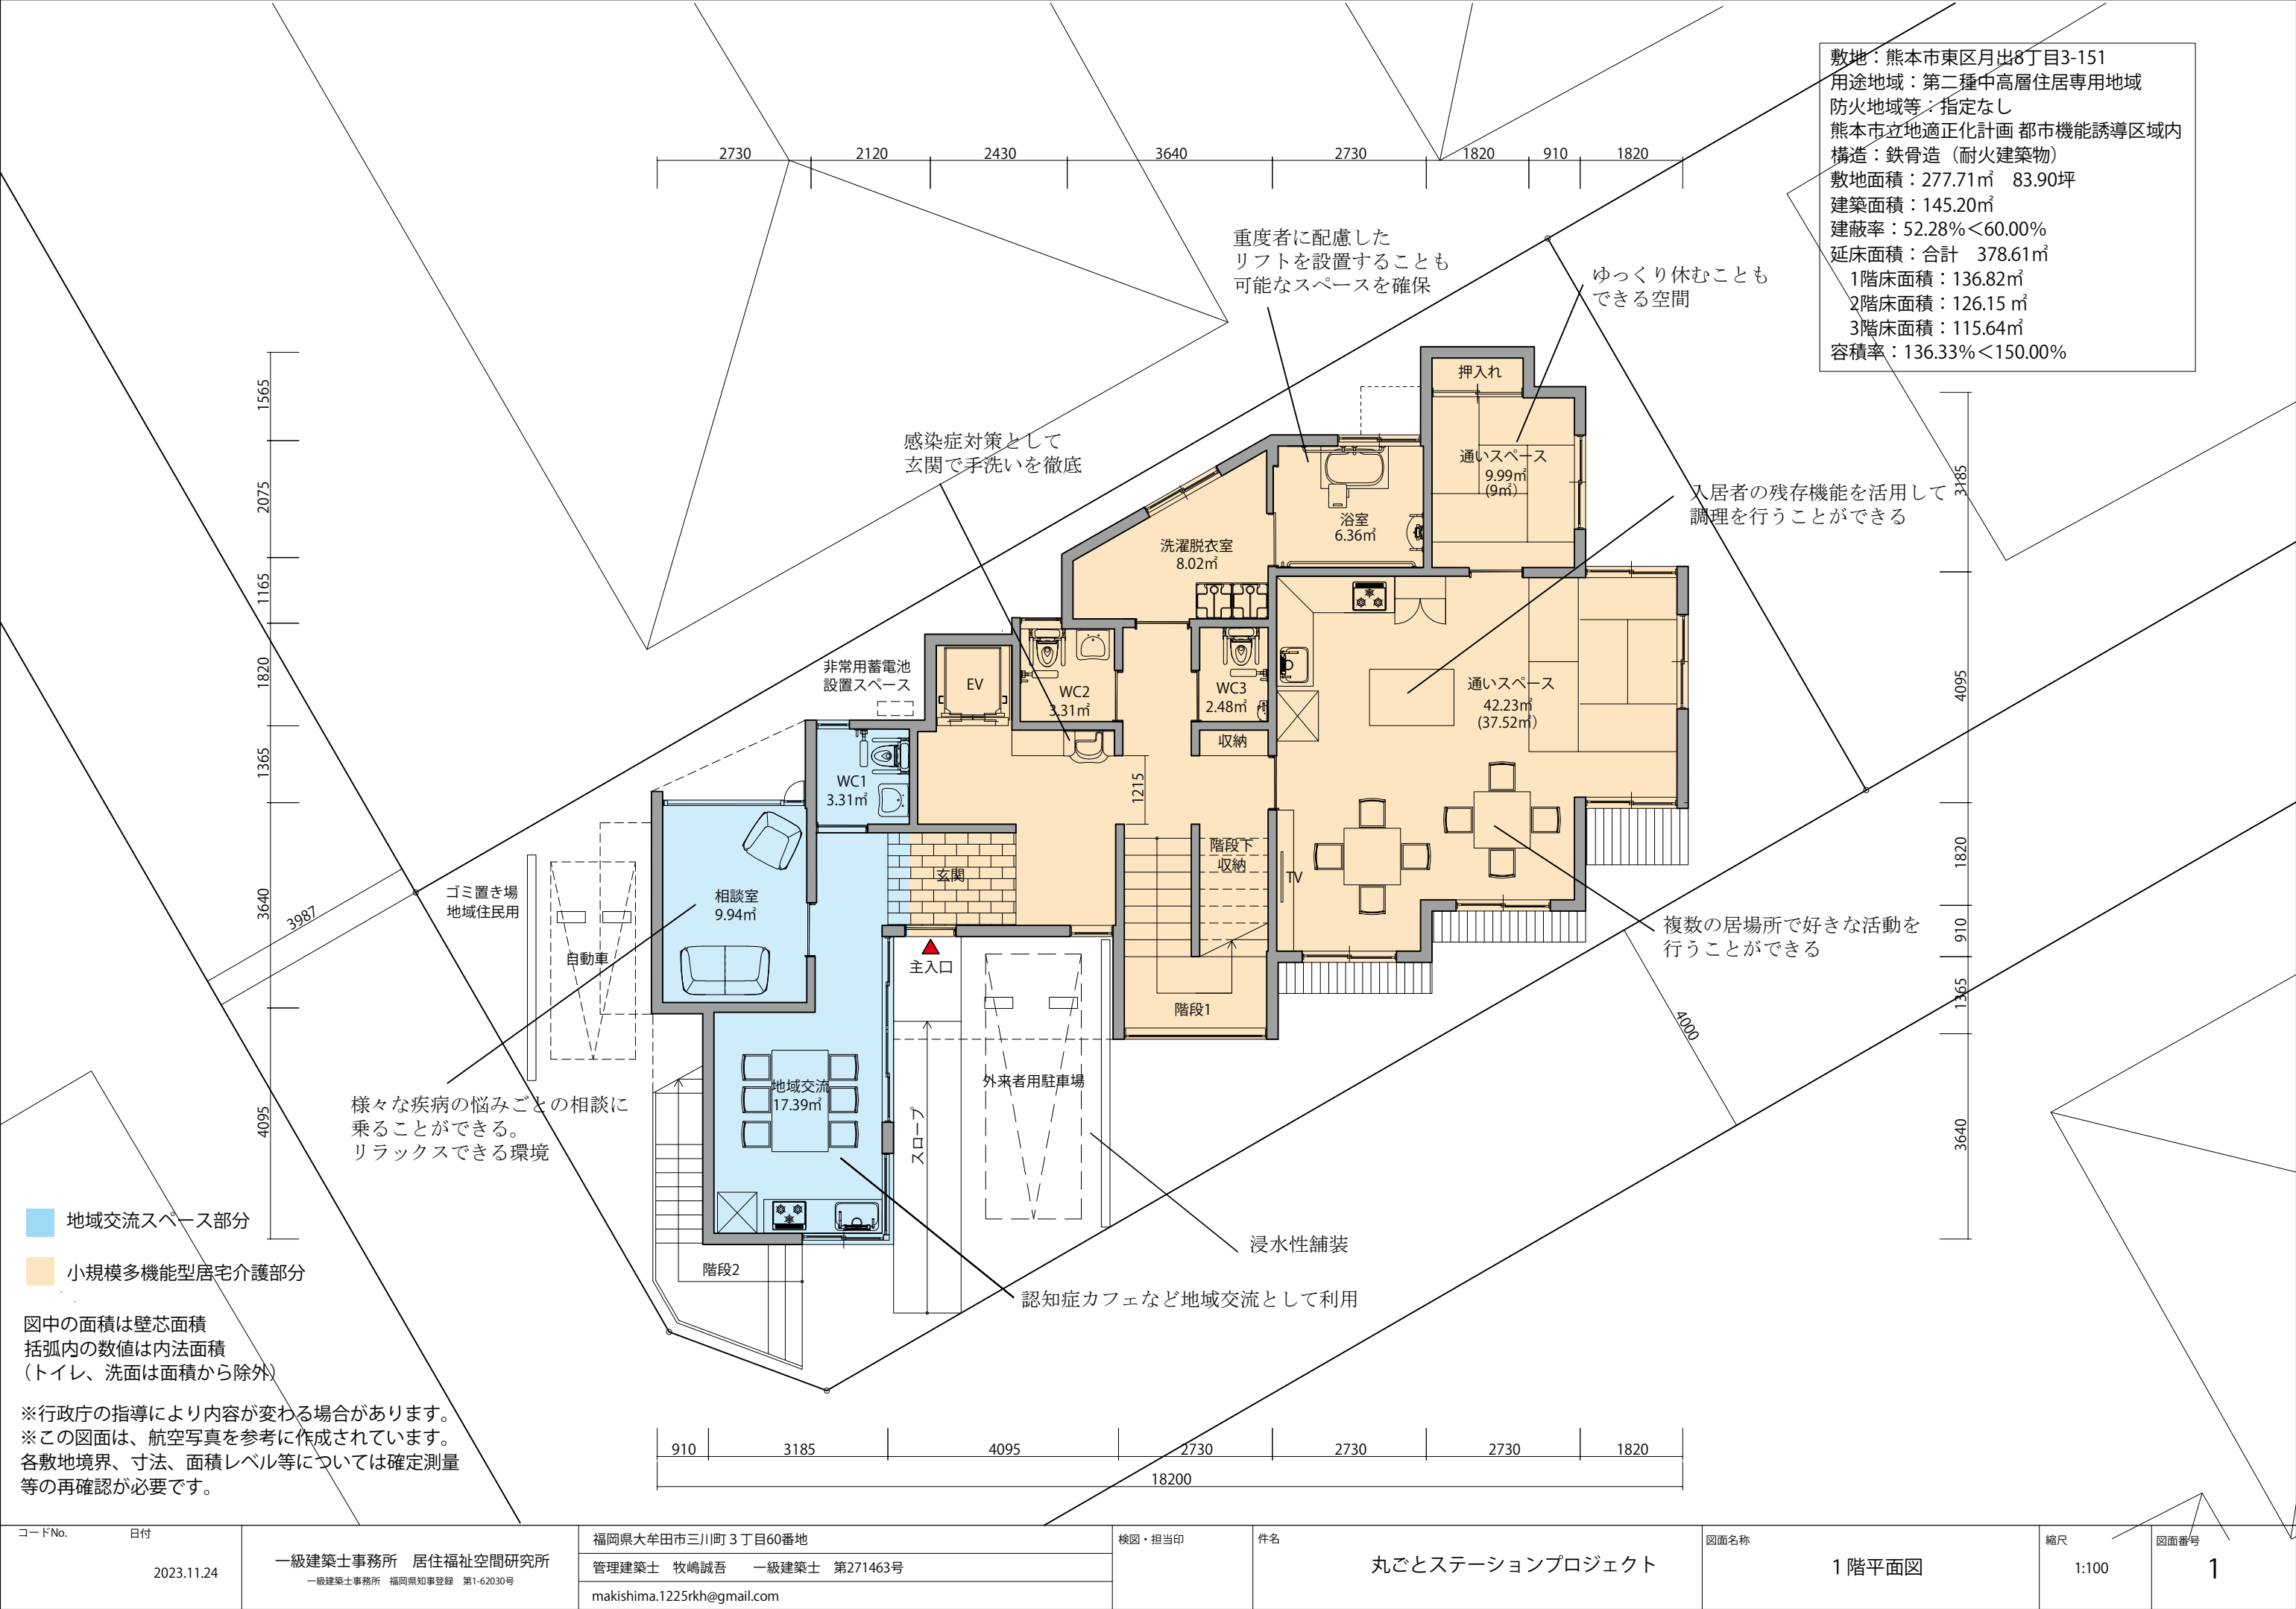 敷地：熊本市東区月出8丁目3-151
用途地域：第二種中高層住居専用地域
防火地域等：指定なし
熊本市立地適正化計画 都市機能誘導区域内
構造：鉄骨造（耐火建築物）
敷地面積：277.71㎡　83.90坪
建築面積：145.20㎡
建蔽率：52.28%＜60.00%
延床面積：合計　378.61㎡
1階床面積：136.82㎡
2階床面積：126.15 ㎡
3階床面積：115.64㎡
容積率：136.33%＜150.00%
2730
2120
2430
3640
2730
1820
910
1820
重度者に配慮した
リフトを設置することも
可能なスペースを確保
ゆっくり休むことも
できる空間
感染症対策として
玄関で手洗いを徹底
入居者の残存機能を活用して
調理を行うことができる
1565
2075
1165
1820
1365
3640
4095
3185
4095
1820
910
1365
3640
押入れ
通いスペース
9.99㎡
(9㎡)
浴室
6.36㎡
洗濯脱衣室
8.02㎡
非常用蓄電池
設置スペース
EV
WC2
3.31㎡
WC3
2.48㎡
通いスペース
42.23㎡
(37.52㎡)
収納
WC1
3.31㎡
1215
階段下
収納
TV
玄関
相談室
9.94㎡
ゴミ置き場
地域住民用
3987
自動車
主入口
複数の居場所で好きな活動を
行うことができる
階段1
4000
外来者用駐車場
地域交流
17.39㎡
スロープ
様々な疾病の悩みごとの相談に
乗ることができる。
リラックスできる環境
浸水性舗装
階段2
認知症カフェなど地域交流として利用
地域交流スペース部分
小規模多機能型居宅介護部分
図中の面積は壁芯面積
括弧内の数値は内法面積
（トイレ、洗面は面積から除外）
※行政庁の指導により内容が変わる場合があります。
※この図面は、航空写真を参考に作成されています。
各敷地境界、寸法、面積レベル等については確定測量
等の再確認が必要です。
910
3185
4095
2730
2730
2730
1820
18200
コードNo.
日付
2023.11.24
一級建築士事務所　居住福祉空間研究所
一級建築士事務所　福岡県知事登録　第1-62030号
福岡県大牟田市三川町３丁目60番地
管理建築士　牧嶋誠吾　　一級建築士　第271463号
makishima.1225rkh@gmail.com
検図・担当印
件名
丸ごとステーションプロジェクト
図面名称
１階平面図
縮尺
1:100
図面番号
1